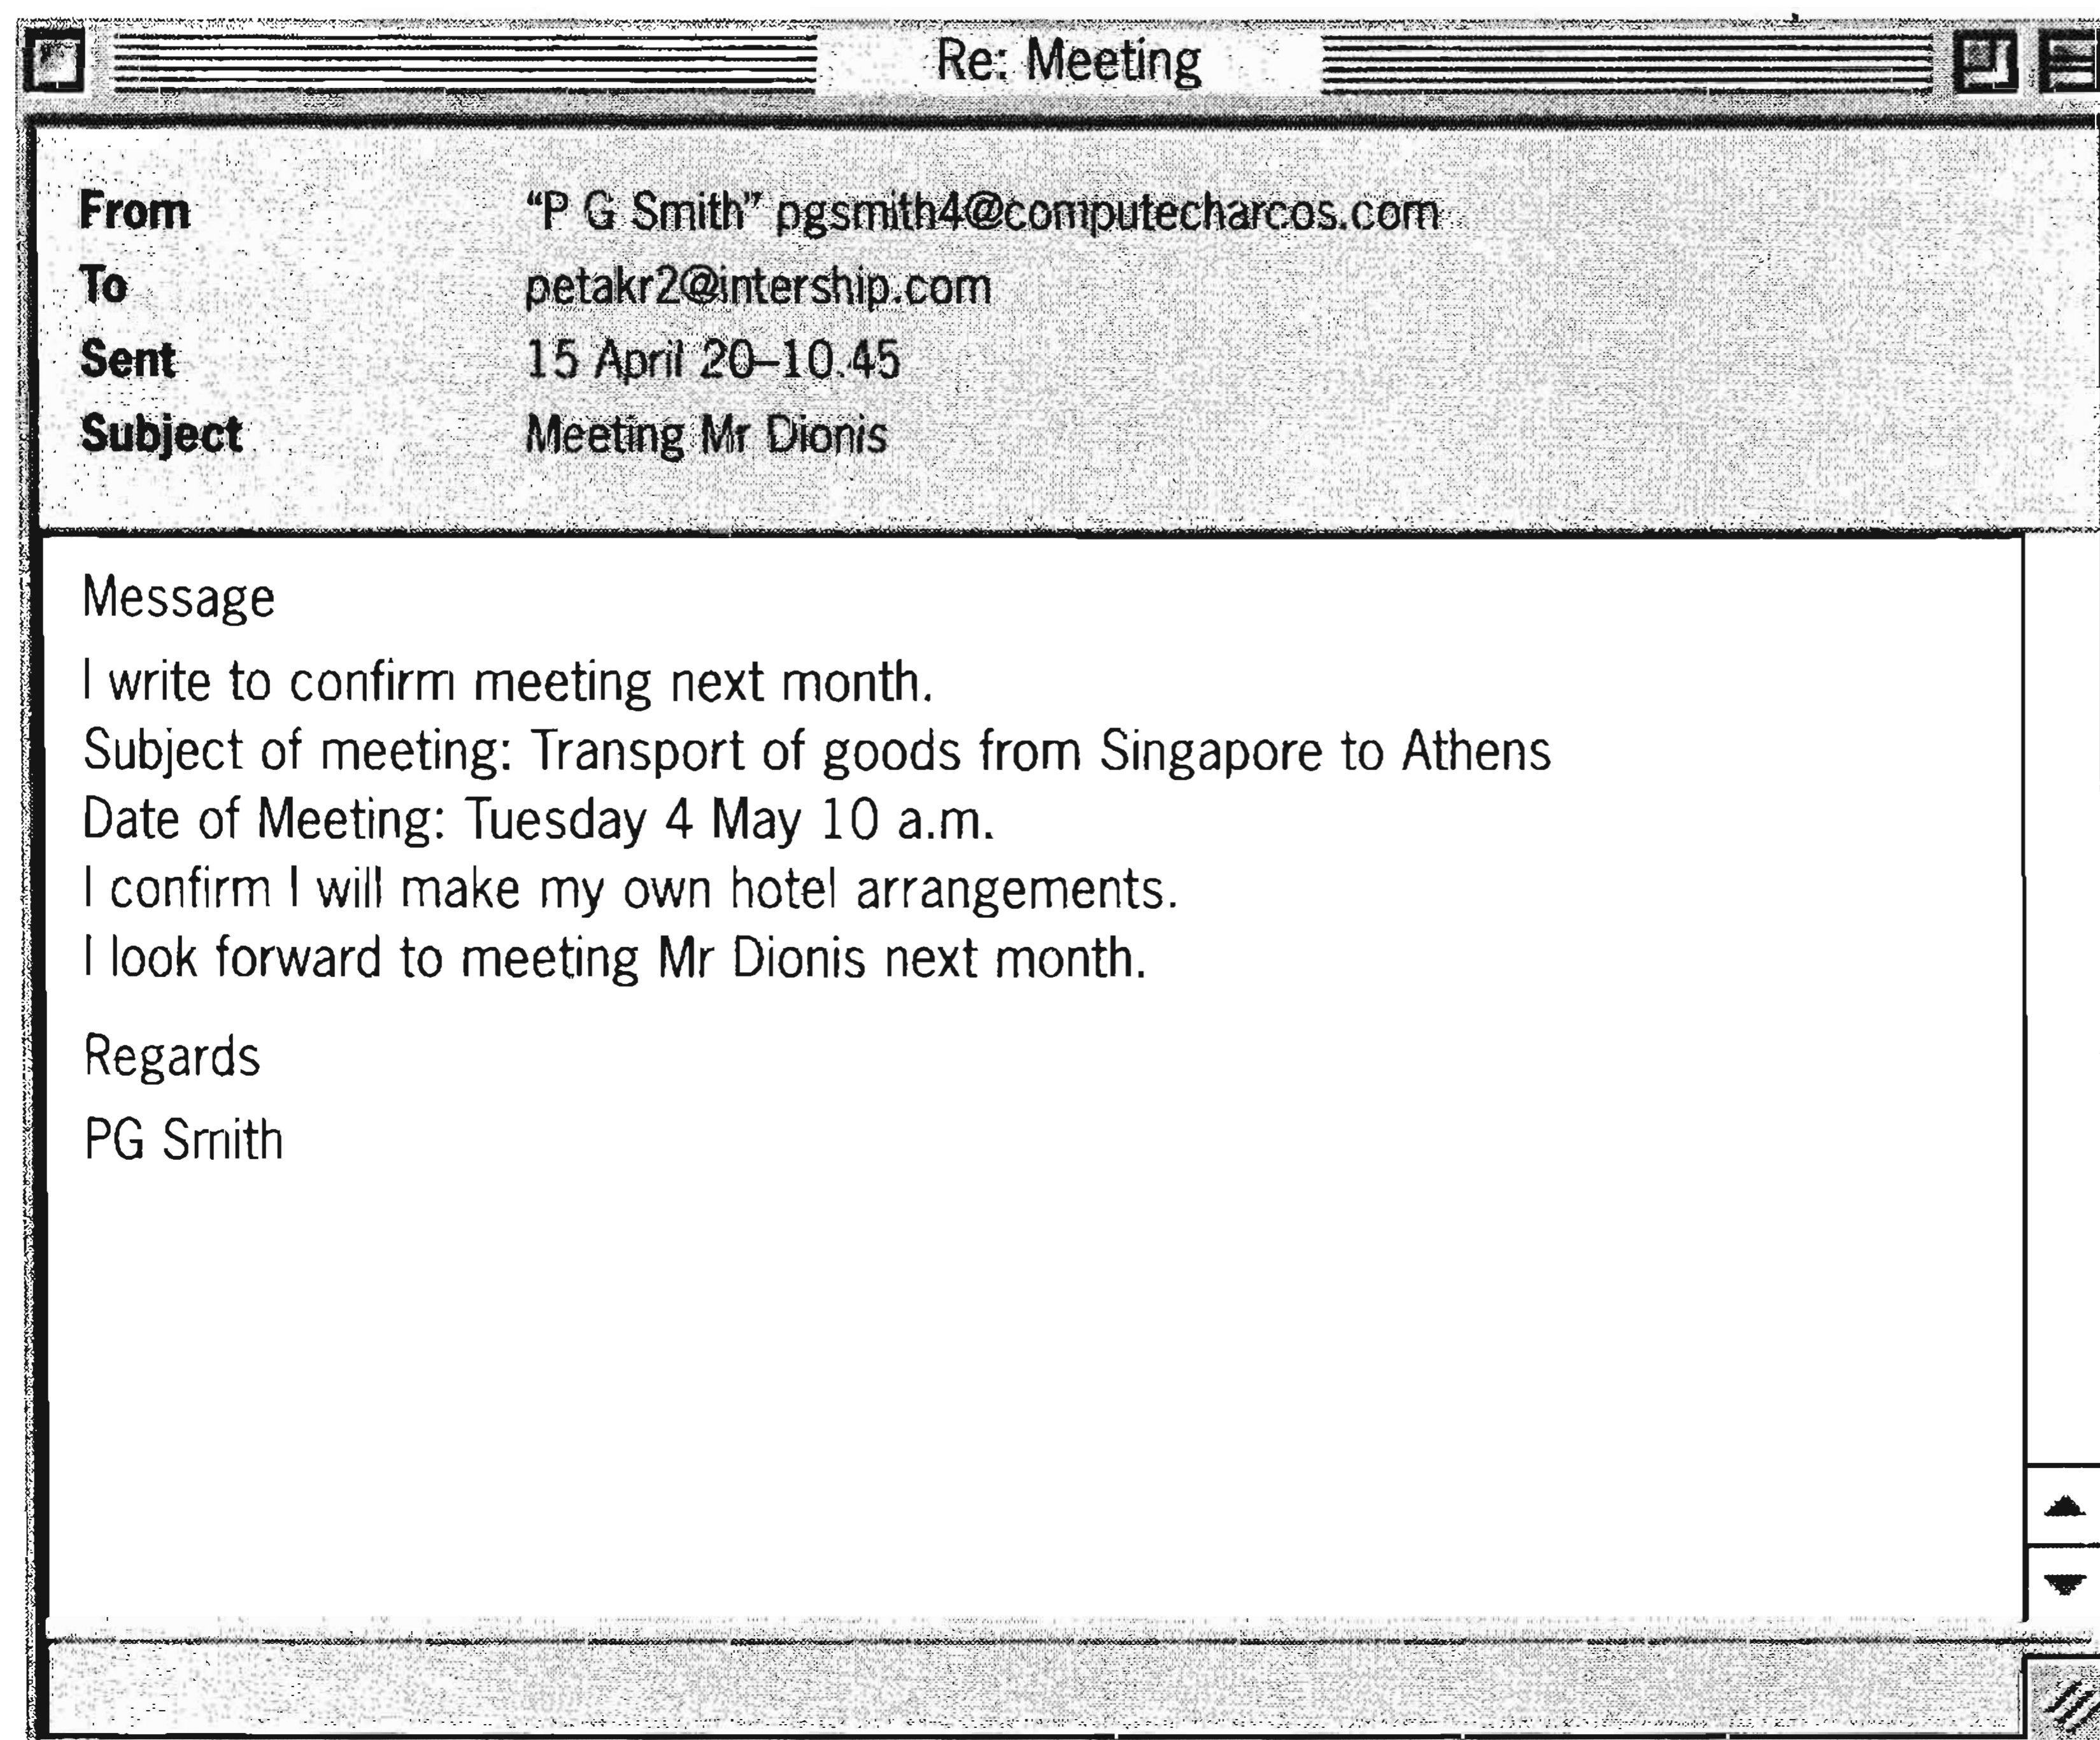 Re: Meeting
From "P G Smith" pgsmith4@computecharcos.com
To petakr2@intership.com
Sent 15 April 20–10.45
Subject Meeting Mr Dionis
Message
I write to confirm meeting next month.
Subject of meeting: Transport of goods from Singapore to Athens
Date of Meeting: Tuesday 4 May 10 a.m.
I confirm I will make my own hotel arrangements.
I look forward to meeting Mr Dionis next month.
Regards
PG Smith